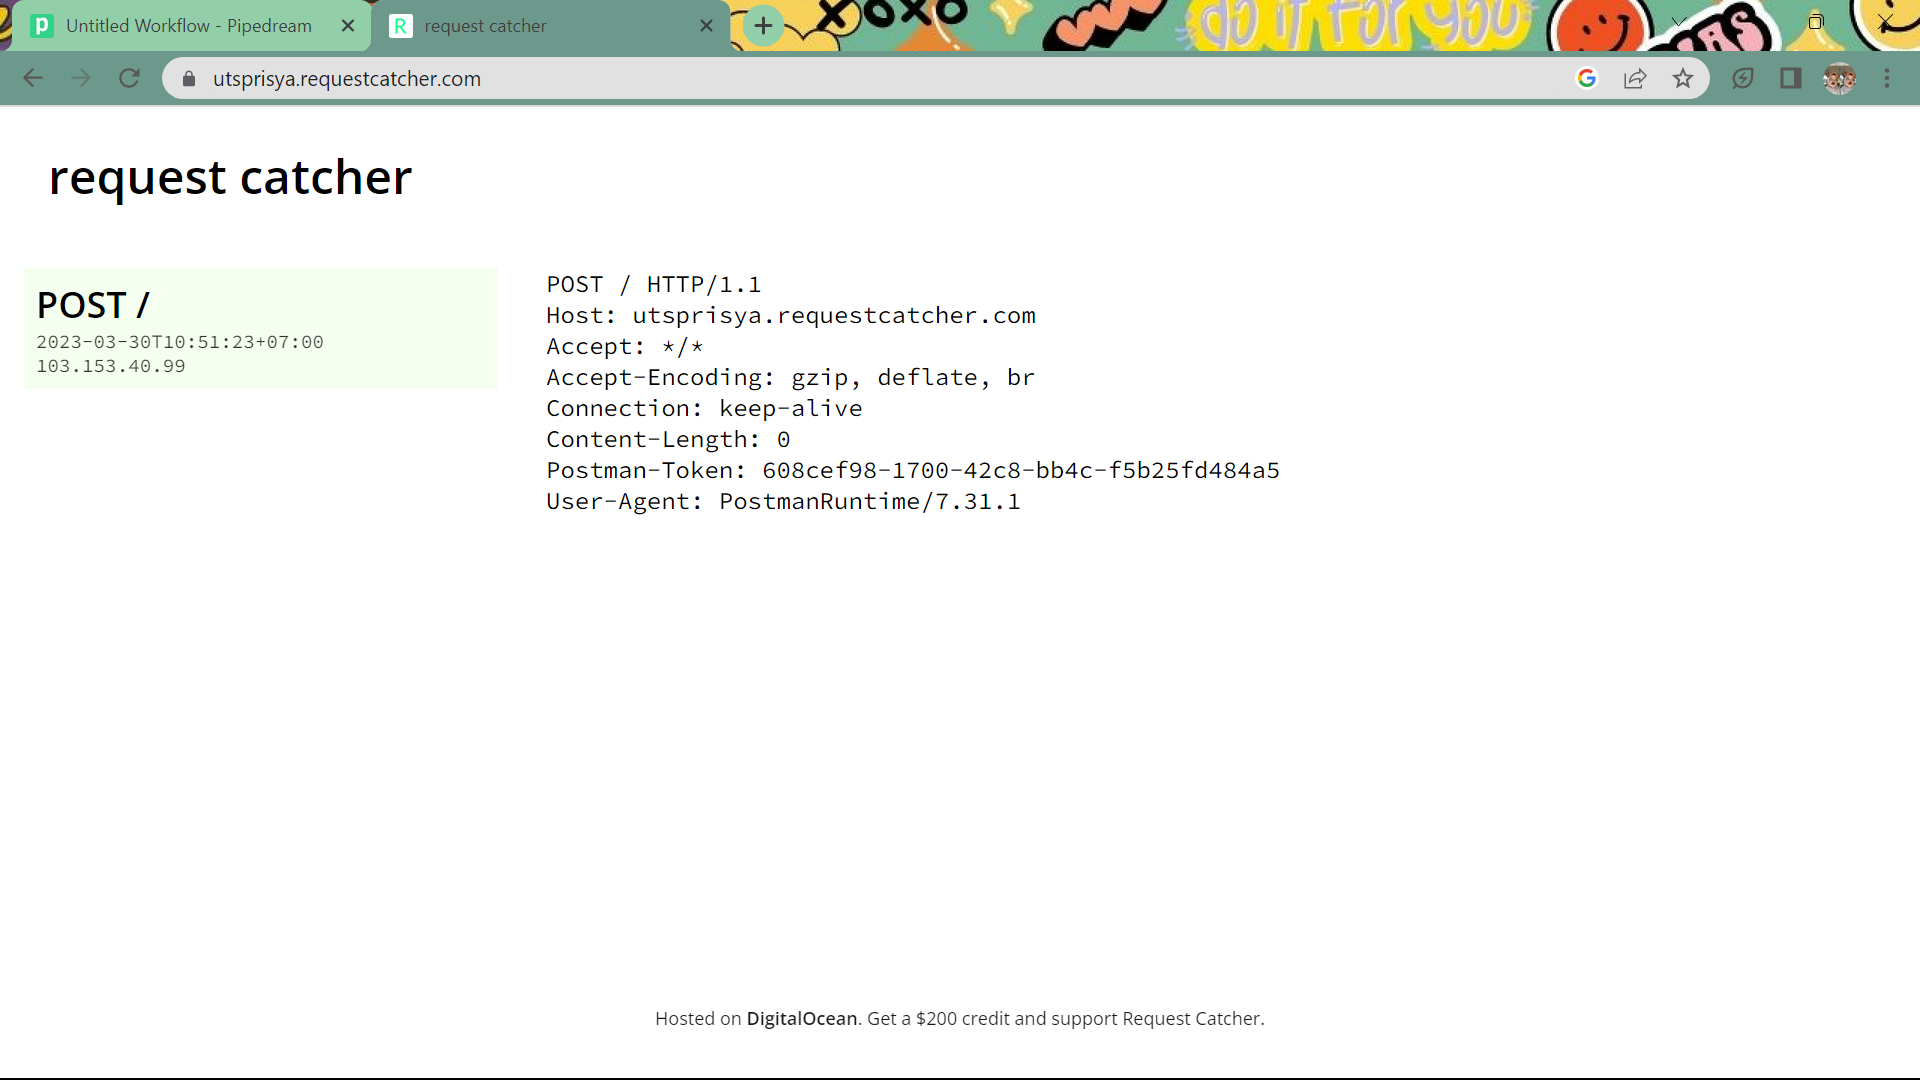 Untitled Workflow - Pipedream
request catcher
XOXO
do it for you
utsprisya.requestcatcher.com
request catcher
POST /
2023-03-30T10:51:23+07:00
103.153.40.99
POST / HTTP/1.1
Host: utsprisya.requestcatcher.com
Accept: */*
Accept-Encoding: gzip, deflate, br
Connection: keep-alive
Content-Length: 0
Postman-Token: 608cef98-1700-42c8-bb4c-f5b25fd484a5
User-Agent: PostmanRuntime/7.31.1
Hosted on DigitalOcean. Get a $200 credit and support Request Catcher.